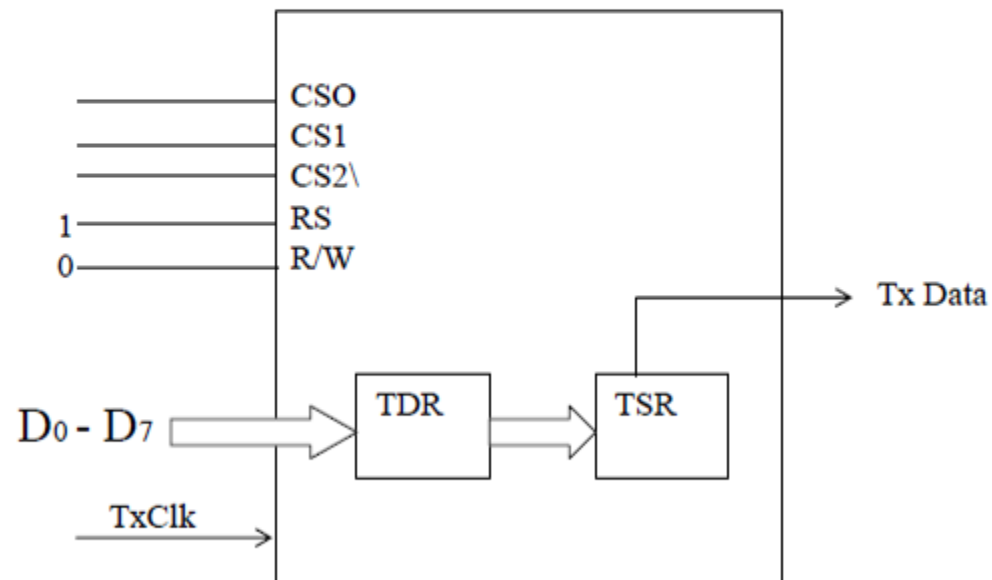 CSO
CS1
CS2\
1 RS
0 R/W
Tx Data
TDR
TSR
D0 - D7
TxClk